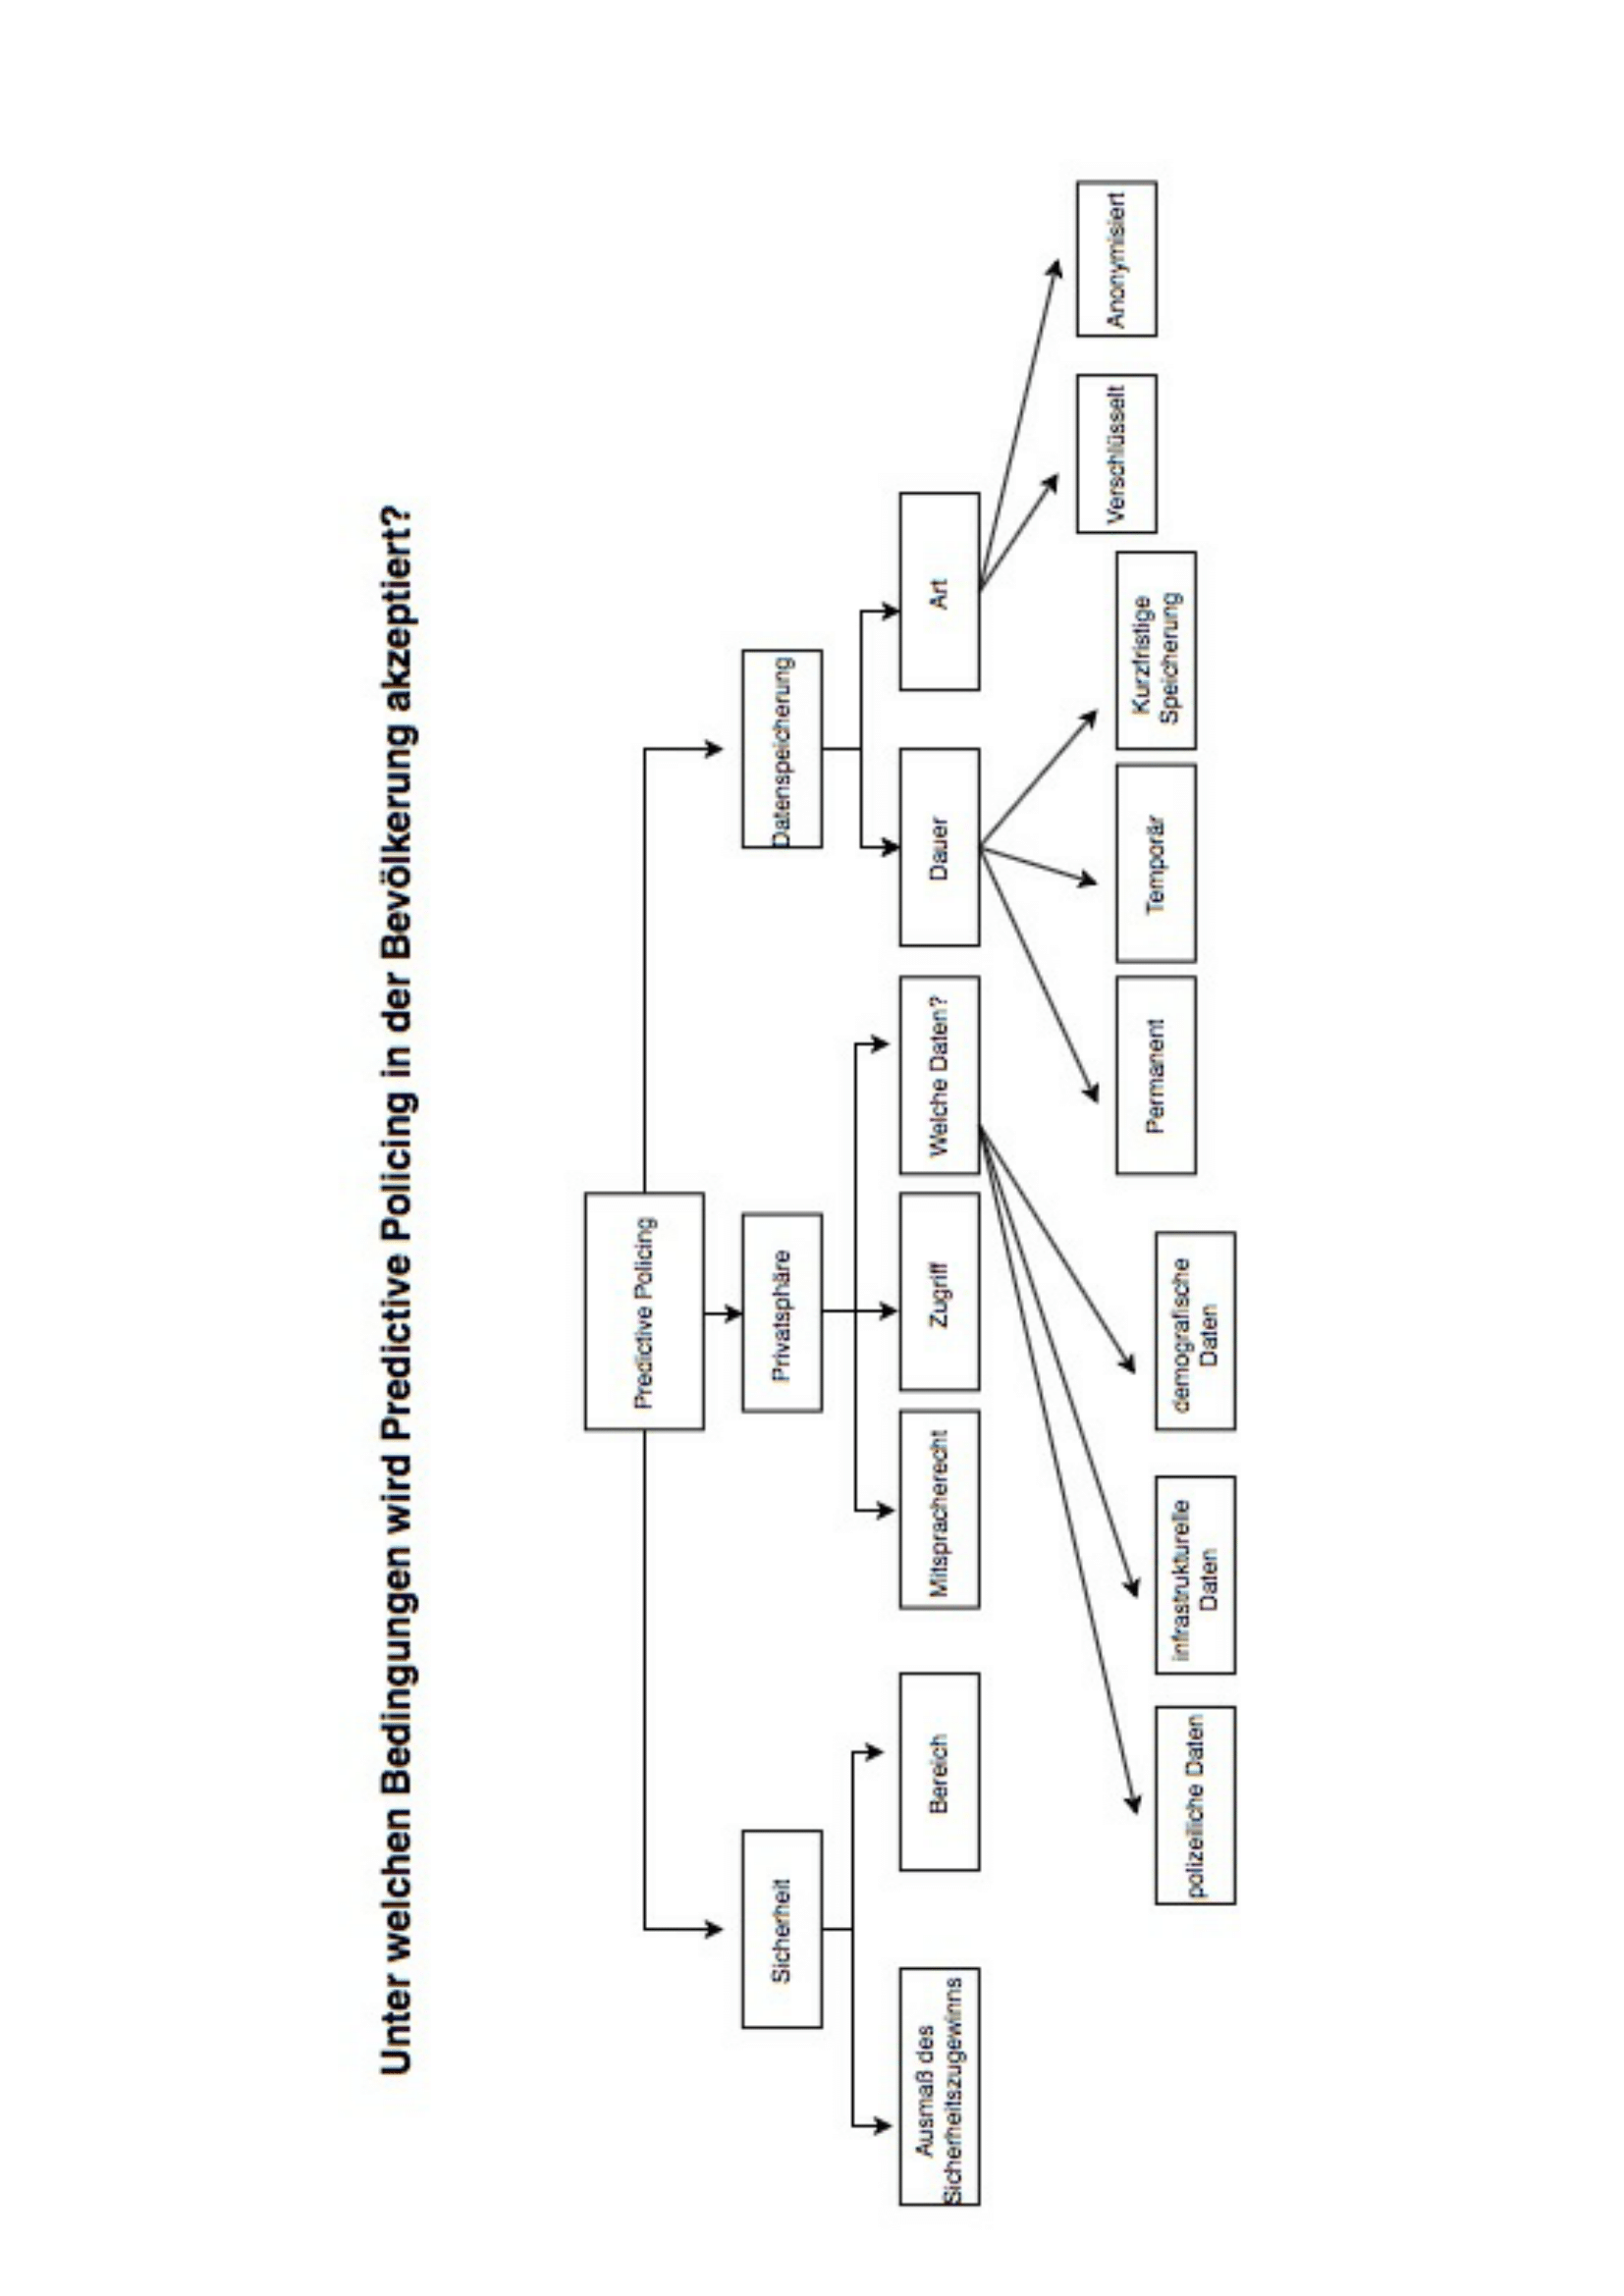 Unter welchen Bedingungen wird Predictive Policing in der Bevölkerung akzeptiert?
Predictive Policing
Sicherheit
Privatsphäre
Datenspeicherung
Ausmaß des
Sicherheitszugewinns
Bereich
Mitspracherecht
Zugriff
Welche Daten?
Dauer
Art
polizeiliche Daten
infrastrukturelle
Daten
demografische
Daten
Permanent
Temporär
Kurzfristige
Speicherung
Verschlüsselt
Anonymisiert